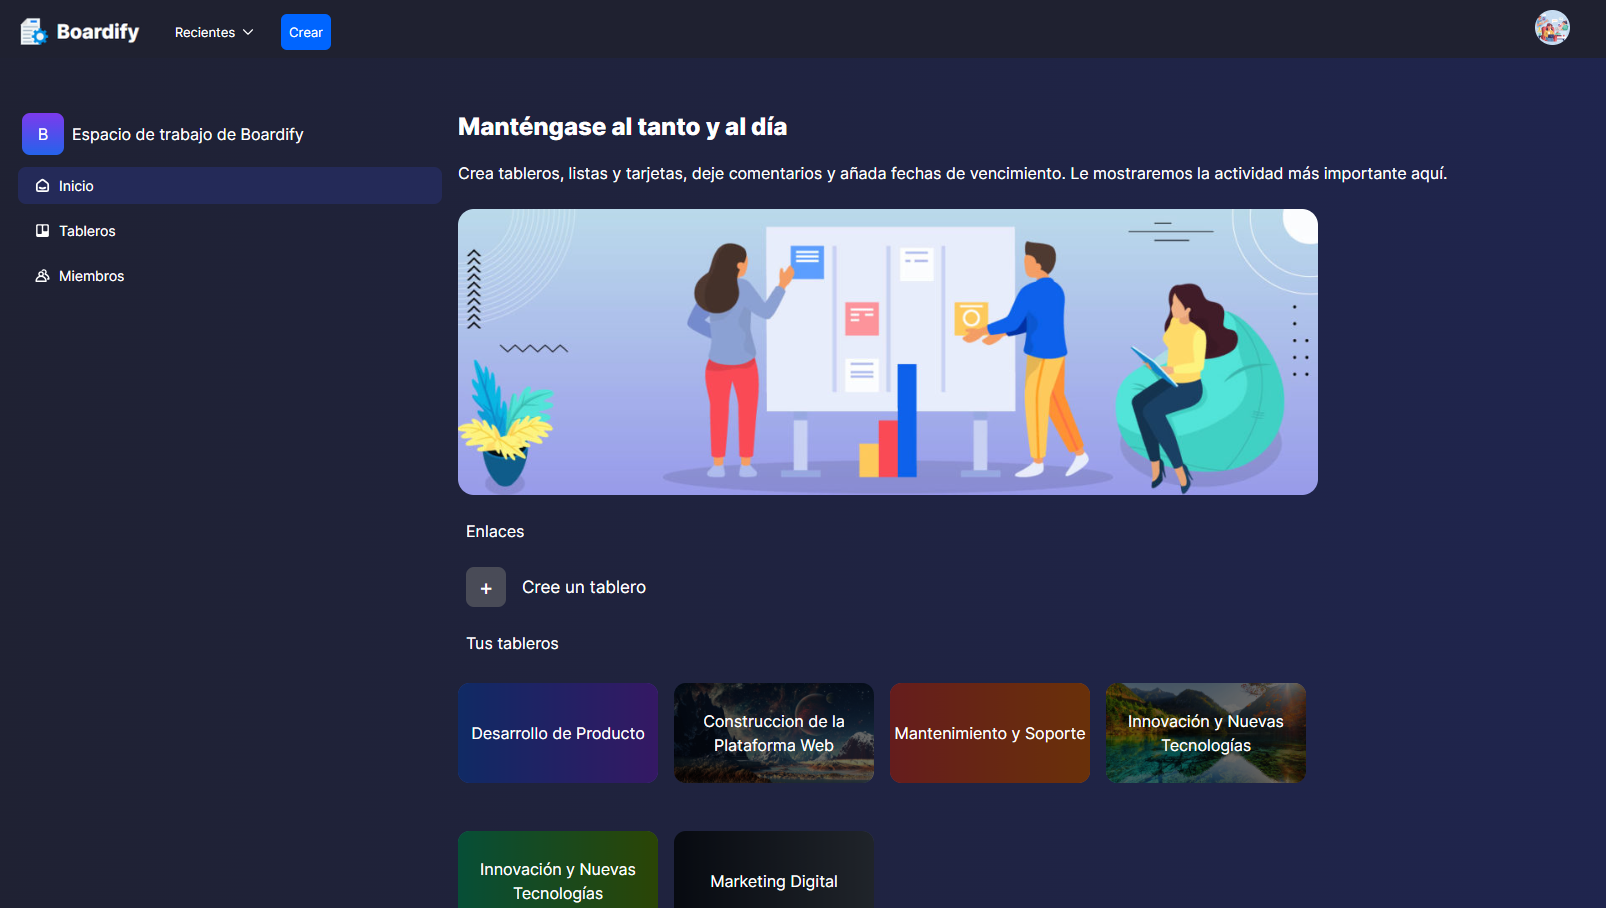 Boardify
Recientes
Crear
B
Espacio de trabajo de Boardify
Inicio
Tableros
Miembros
Manténgase al tanto y al día
Crea tableros, listas y tarjetas, deje comentarios y añada fechas de vencimiento. Le mostraremos la actividad más importante aquí.
Enlaces
+ Cree un tablero
Tus tableros
Desarrollo de Producto
Construccion de la
Plataforma Web
Mantenimiento y Soporte
Innovación y Nuevas
Tecnologías
Innovación y Nuevas
Tecnologías
Marketing Digital